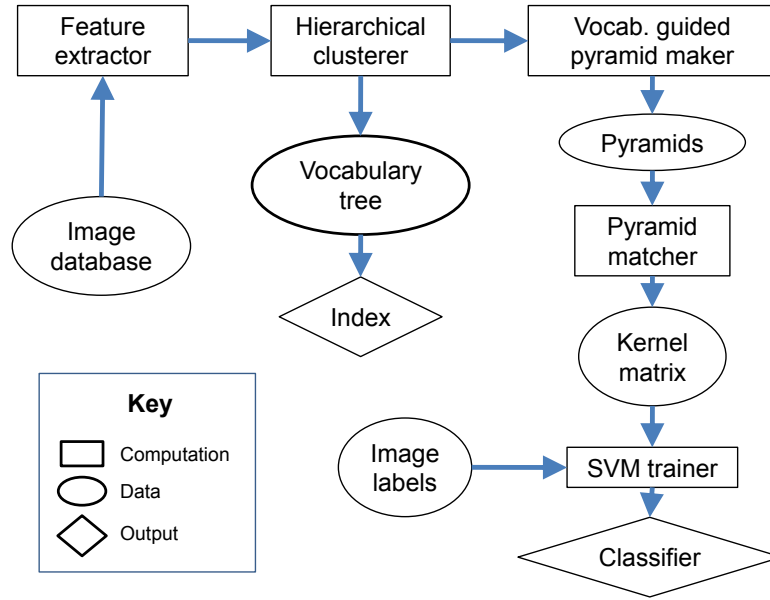 Feature
extractor
Hierarchical
clusterer
Vocab. guided
pyramid maker
Vocabulary
tree
Pyramids
Image
database
Pyramid
matcher
Index
Kernel
matrix
Key
Computation
Data
Output
Image
labels
SVM trainer
Classifier